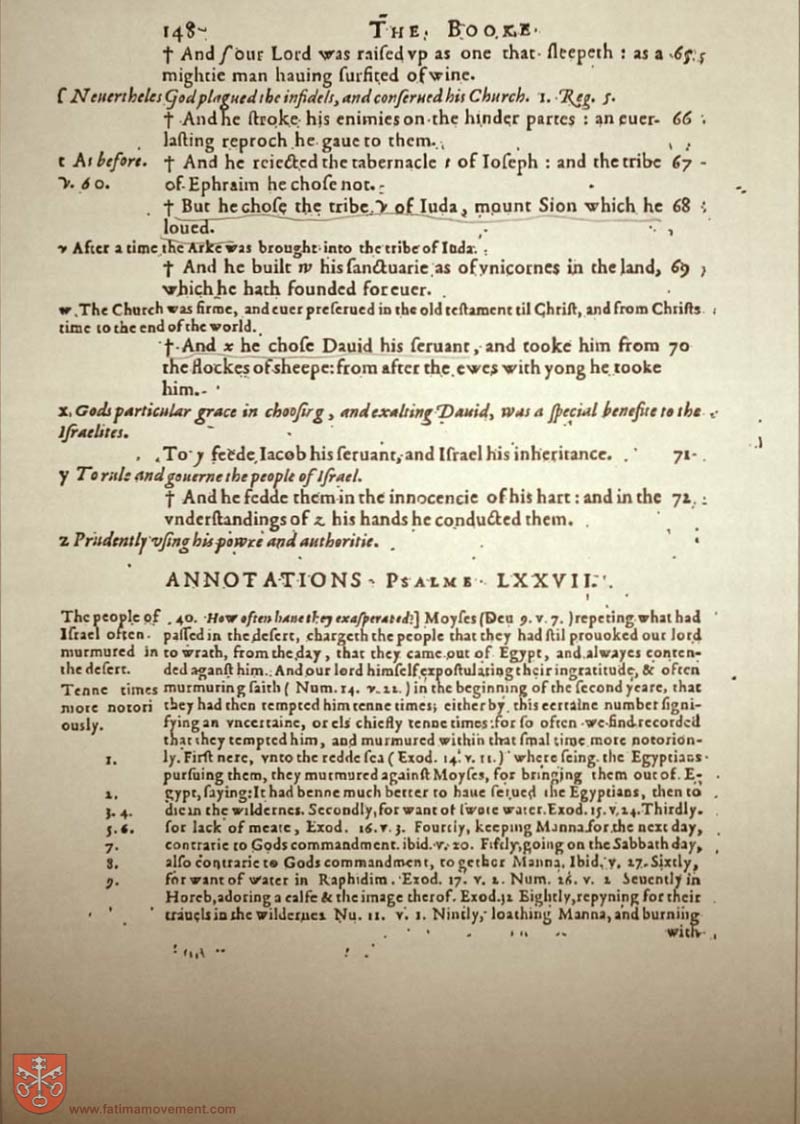 148 THE BOOKE
† And ſ our Lord was raiſed vp as one that ſleepeth : as a 65
mightie man hauing ſurfited of wine.
ſ Neuertheles God plagued the infidels, and conſerued his Church. 1. Reg. 5.
† And he ſtroke his enimies on the hinder partes : an euer- 66
laſting reproch he gaue to them.
t As before. † And he reiected the tabernacle t of Ioſeph : and the tribe 67
v. 60. of Ephraim he choſe not.
† But he choſe the tribe v of Iuda, mount Sion which he 68
loued.
v After a time the Arke was brought into the tribe of Iuda.
† And he built w his ſanctuarie as of vnicornes in the land, 69
which he hath founded for euer.
w. The Church was firme, and euer preſerued in the old teſtament til Chriſt, and from Chriſts
time to the end of the world.
† And x he choſe Dauid his ſeruant, and tooke him from 70
the flockes of ſheepe: from after the ewes with yong he tooke
him.
x. Gods particular grace in chooſirg, and exalting Dauid, was a ſpecial benefite to the
Iſraelites.
To y feede Iacob his ſeruant, and Iſrael his inheritance. 71
y To rule and gouerne the people of Iſrael.
† And he fedde them in the innocencie of his hart : and in the 72
vnderſtandings of z his hands he conducted them.
z Prudently vſing his powre and authoritie.
ANNOTATIONS. PSALME LXXVII.
The people of 40. How often haue they exaſperated?] Moyſes (Deu 9. v. 7. ) repeting what had
Iſrael often paſſed in the deſert, chargeth the people that they had ſtil prouoked our lord
murmured in to wrath, from the day, that they came out of Egypt, and alwayes conten-
the deſert. ded aganſt him. And our lord himſelf expoſtulating their ingratitude, & often
Tenne times murmuring ſaith ( Num. 14. v. 22. ) in the beginning of the ſecond yeare, that
more notori they had then tempted him tenne times; either by this certaine number ſigni-
ously. fying an vncertaine, or els chiefly tenne times: for ſo often we find recorded
that they tempted him, and murmured within that ſmal time more notorion-
1. ly. Firſt nere, vnto the redde ſea ( Exod. 14. v. 11. ) where ſeing the Egyptians
purſuing them, they murmured againſt Moyſes, for bringing them out of E-
2. gypt, ſaying: It had benne much better to haue ſerued the Egyptians, then to
3. 4. die in the wildernes. Secondly, for want of ſwote water. Exod. 15. v. 24. Thirdly.
5. 6. for lack of meate, Exod. 16. v. 3. Fourtly, keeping Manna for the next day,
7. contrarie to Gods commandment. ibid. v. 20. Fiftly, going on the Sabbath day,
8. alſo contrarie to Gods commandment, to gether Manna. Ibid. v. 27. Sixtly,
9. for want of water in Raphidim. Exod. 17. v. 2. Num. 26. v. 2 Seuently in
Horeb, adoring a calfe & the image therof. Exod. 32 Eightly, repyning for their
trauels in the wildernes Nu. 11. v. 1. Nintly, loathing Manna, and burning
with
www.fatimamovement.com